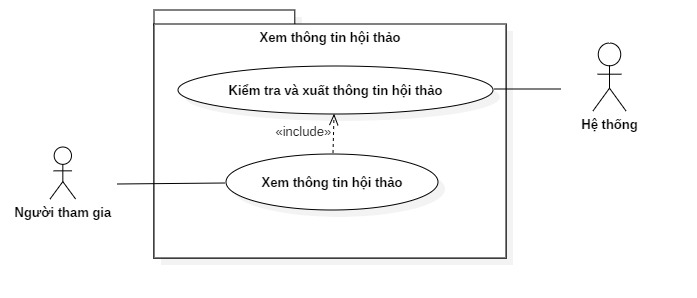 Xem thông tin hội thảo
Kiểm tra và xuất thông tin hội thảo
Hệ thống
«include»
Xem thông tin hội thảo
Người tham gia